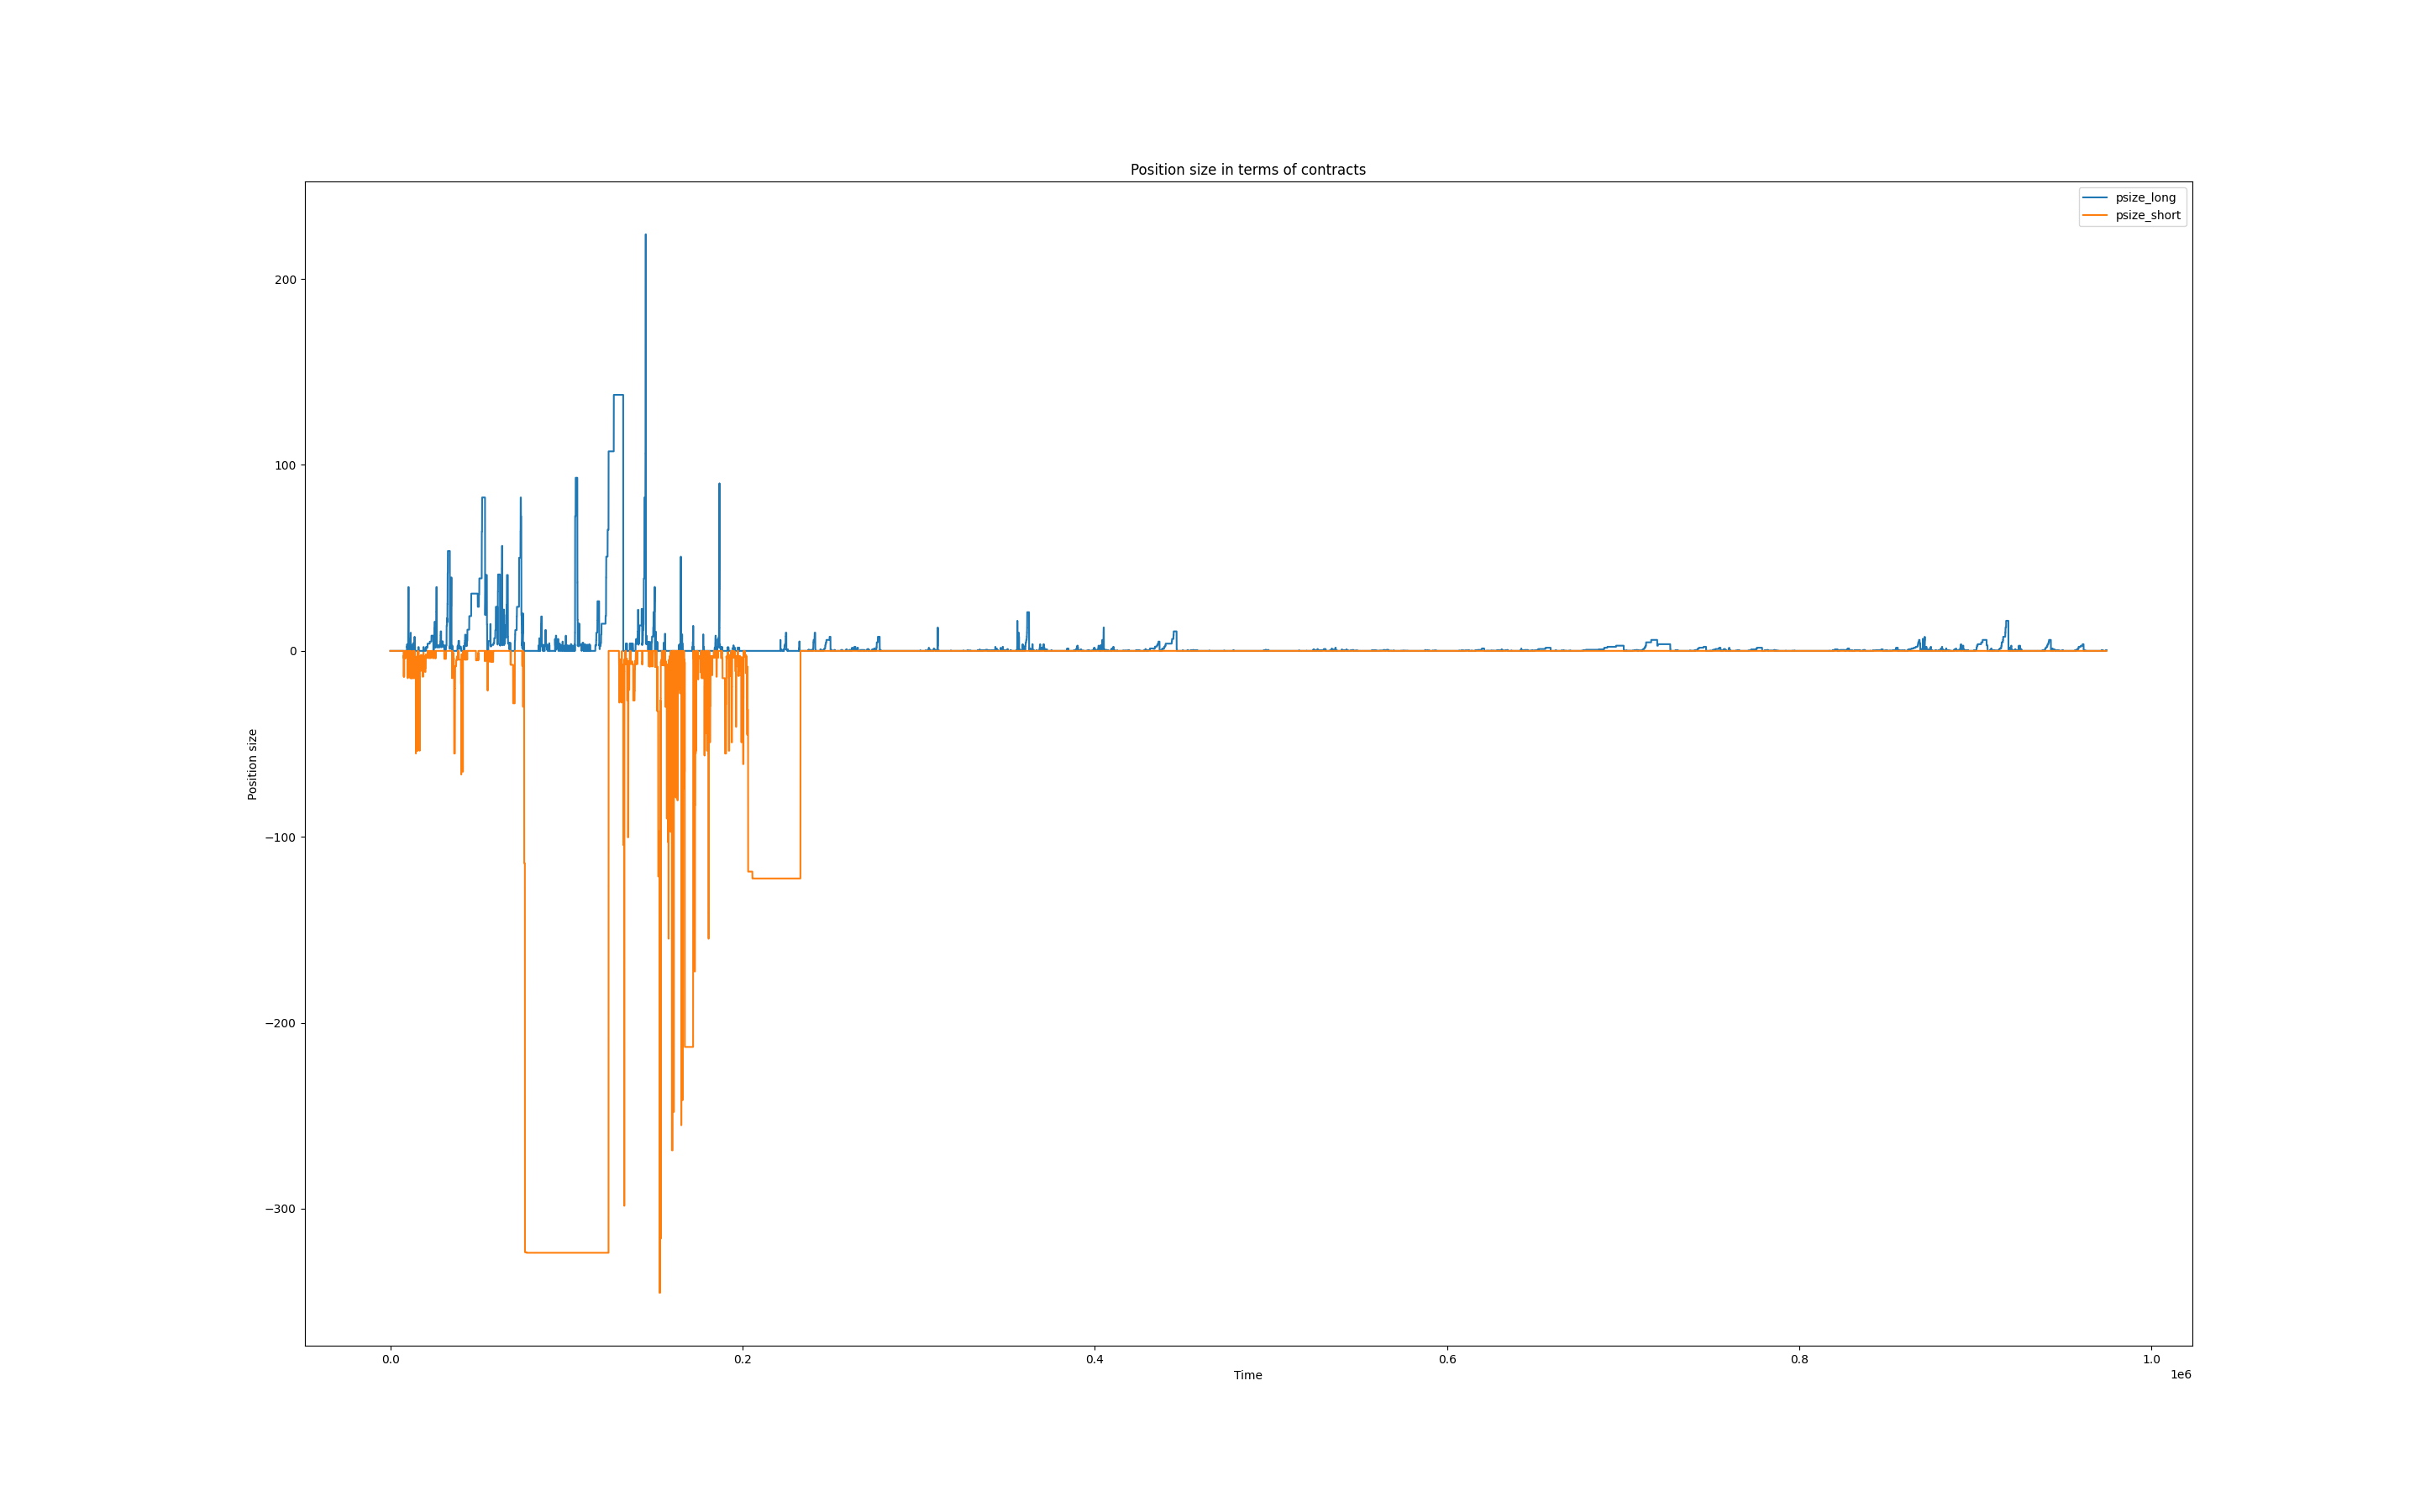 Position size in terms of contracts
psize_long
psize_short
200
100
0
−100
−200
−300
Position size
0.0 0.2 0.4 0.6 0.8 1.0
Time
1e6